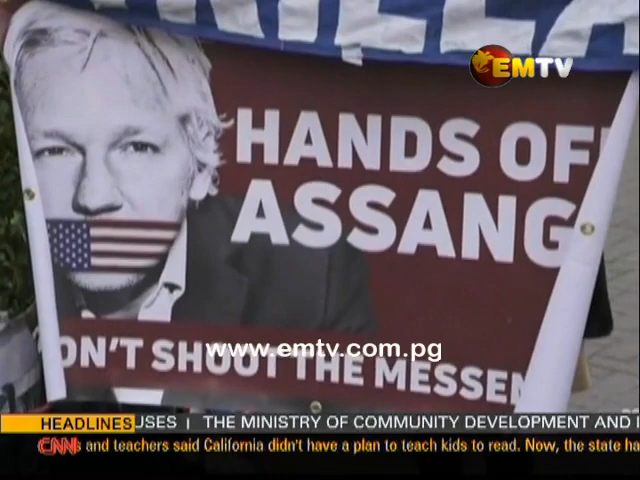 EMTV
HANDS OF
ASSANG
ON'T SHOOT THE MESSEN
www.emtv.com.pg
HEADLINES USES | THE MINISTRY OF COMMUNITY DEVELOPMENT AND
CNN s and teachers said California didn't have a plan to teach kids to read. Now, the state ha